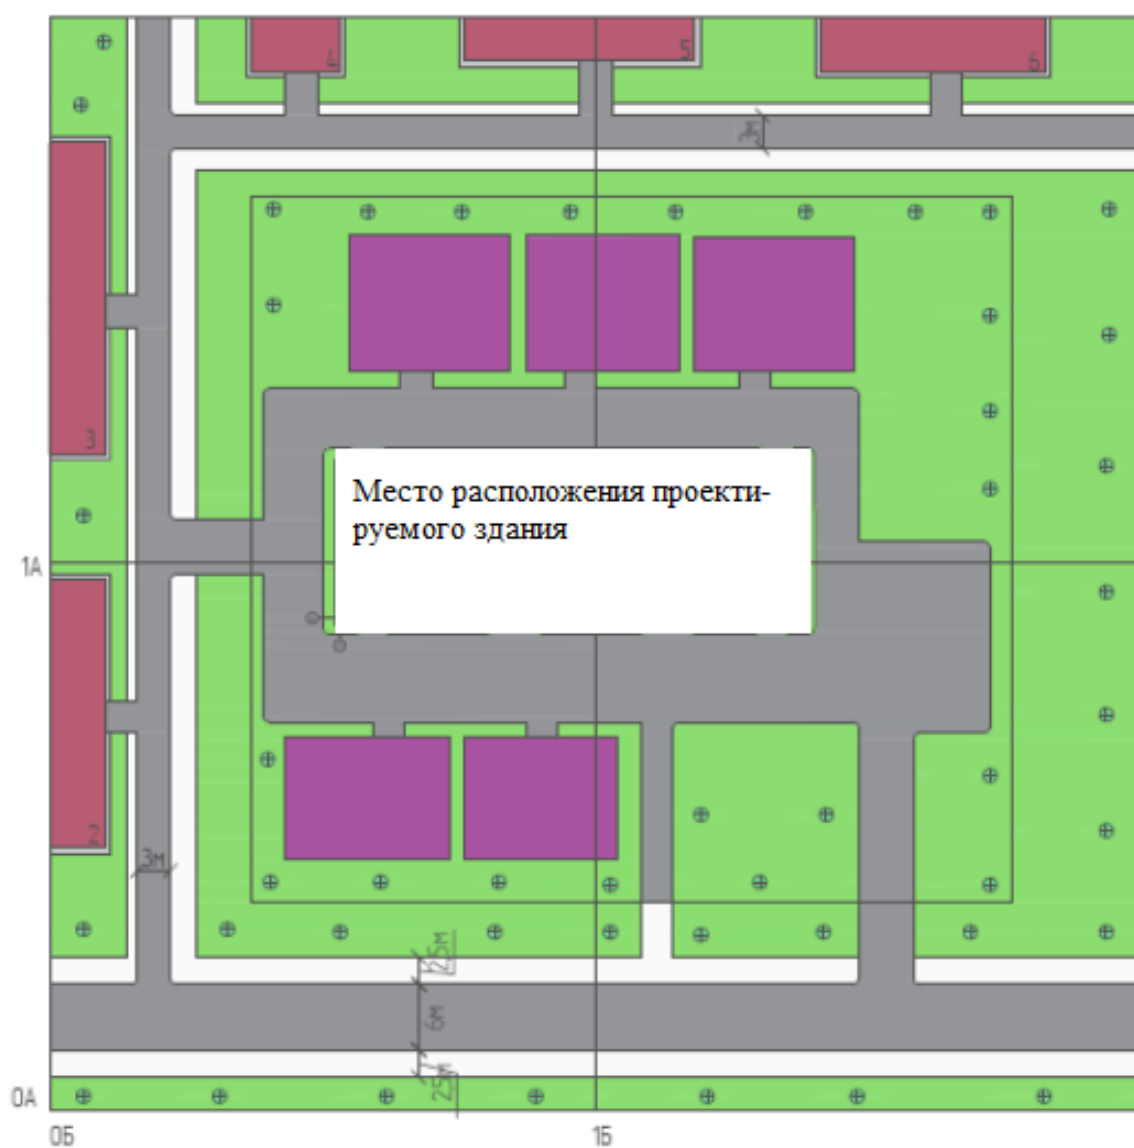 4
5
6
3м
3
Место расположения проекти-
руемого здания
1А
2
3м
2,5м
6м
2,5м
0А
0Б
1Б